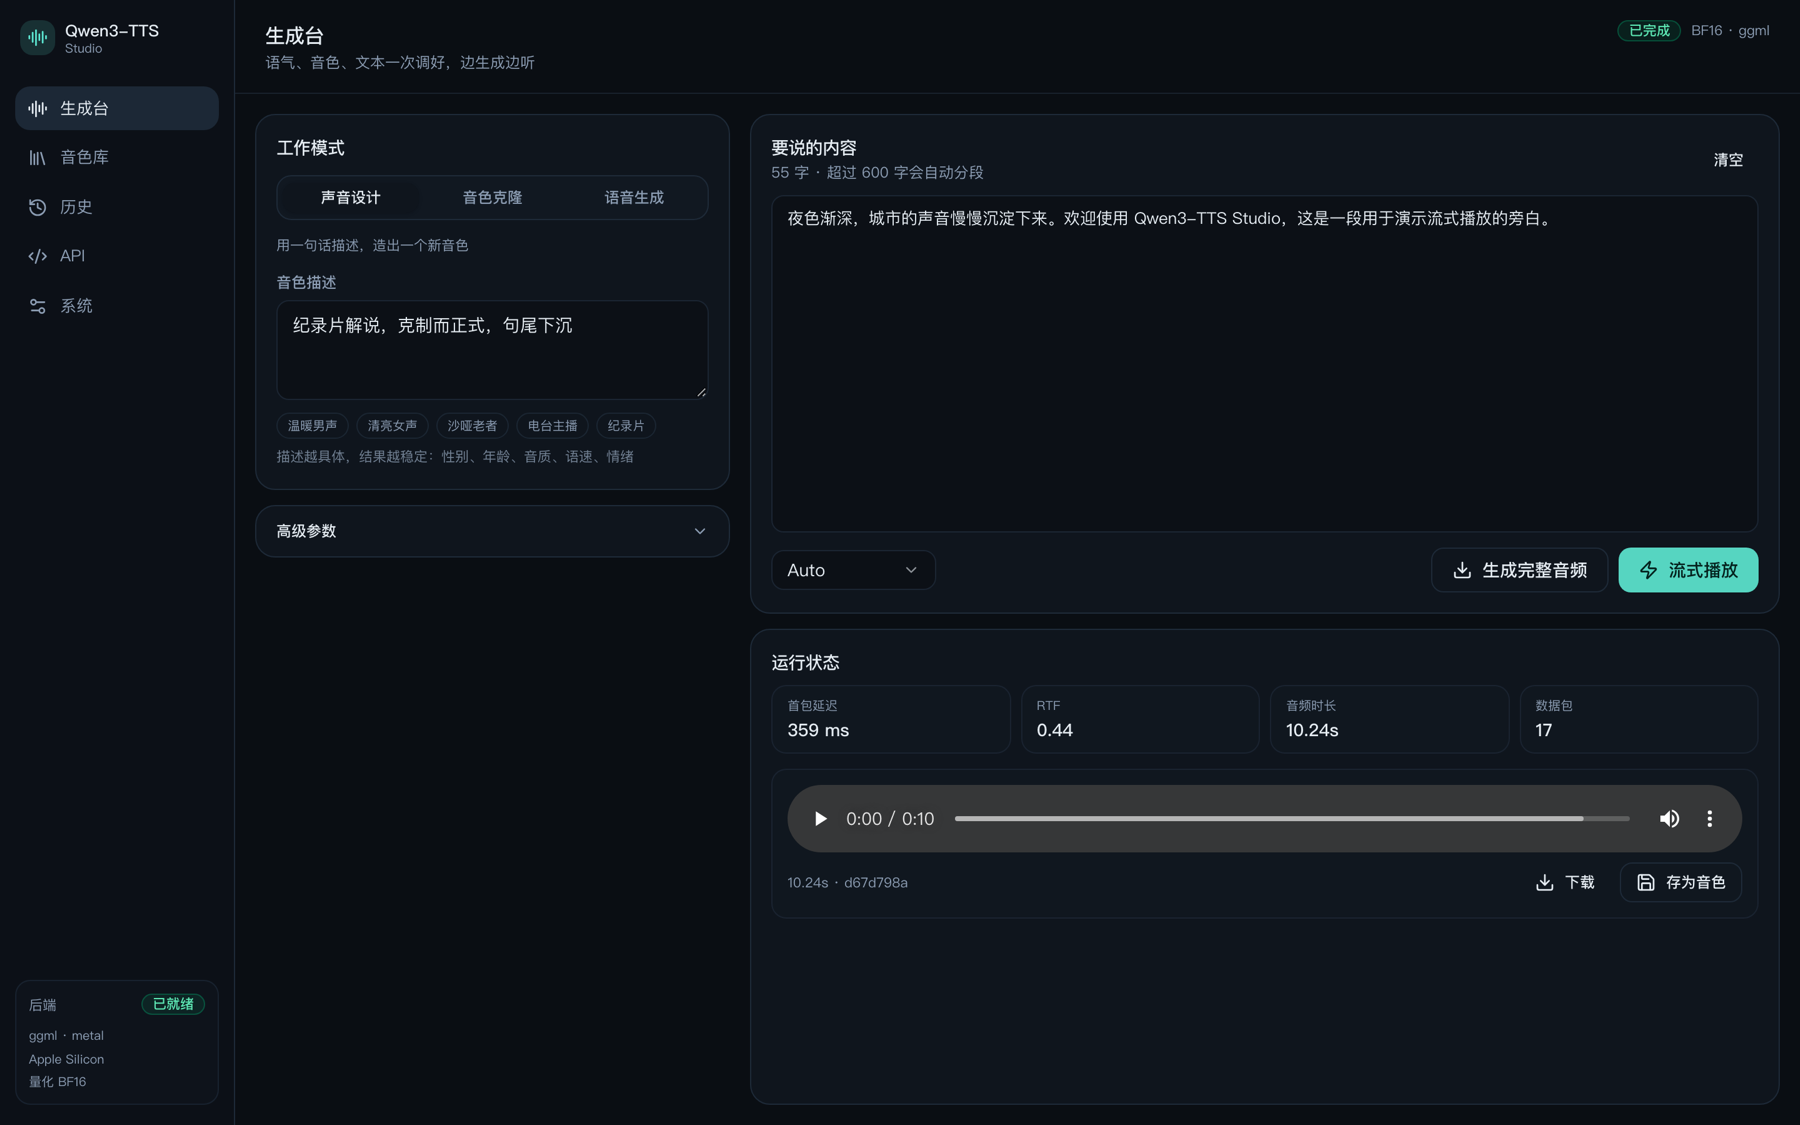 Qwen3-TTS
Studio
生成台
音色库
历史
API
系统
后端
已就绪
ggml · metal
Apple Silicon
量化 BF16
生成台
语气、音色、文本一次调好，边生成边听
已完成
BF16 · ggml
工作模式
声音设计
音色克隆
语音生成
用一句话描述，造出一个新音色
音色描述
纪录片解说，克制而正式，句尾下沉
温暖男声
清亮女声
沙哑老者
电台主播
纪录片
描述越具体，结果越稳定：性别、年龄、音质、语速、情绪
高级参数
要说的内容
55 字 · 超过 600 字会自动分段
清空
夜色渐深，城市的声音慢慢沉淀下来。欢迎使用 Qwen3-TTS Studio，这是一段用于演示流式播放的旁白。
Auto
生成完整音频
流式播放
运行状态
首包延迟
359 ms
RTF
0.44
音频时长
10.24s
数据包
17
0:00 / 0:10
10.24s · d67d798a
下载
存为音色